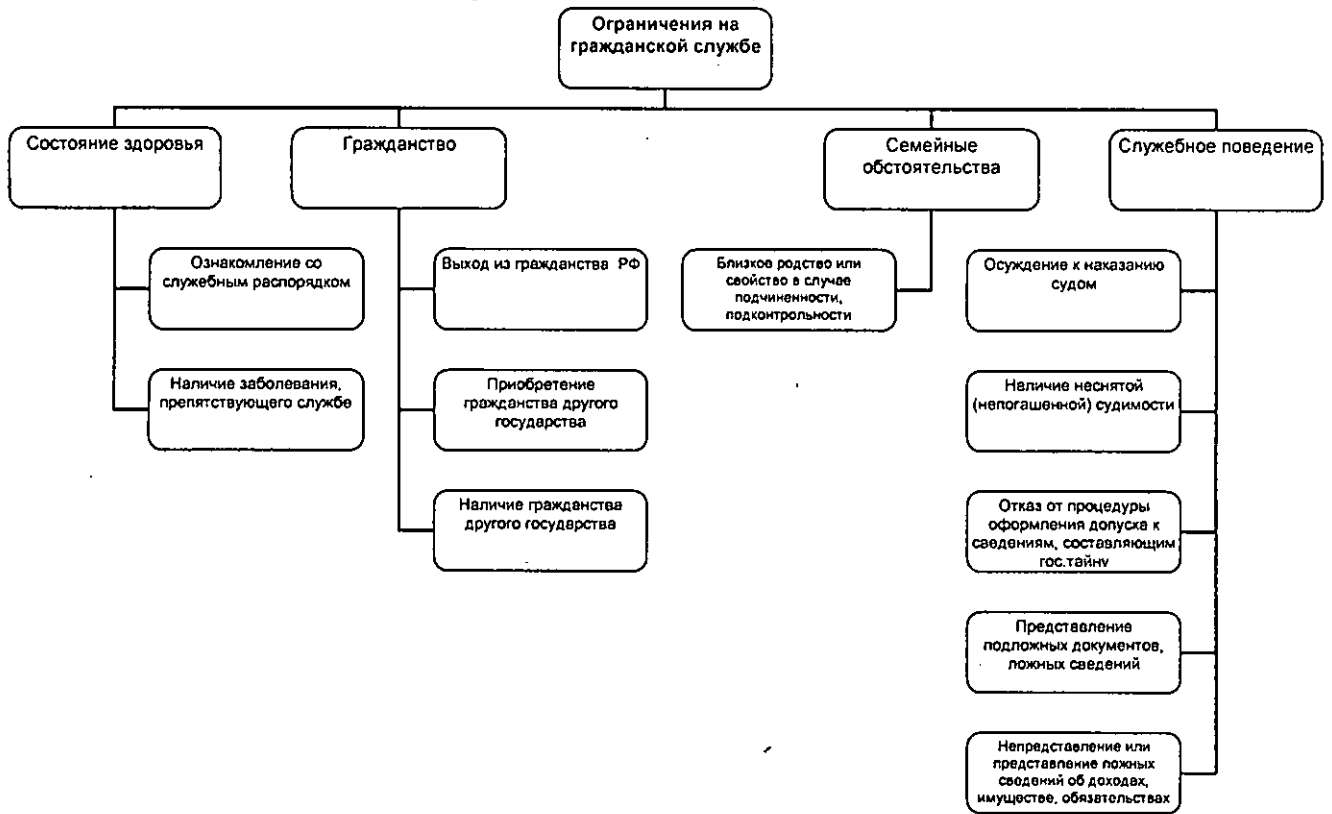 Ограничения на
гражданской службе
Состояние здоровья
Гражданство
Семейные
обстоятельства
Служебное поведение
Ознакомление со
служебным распорядком
Наличие заболевания,
препятствующего службе
Выход из гражданства РФ
Приобретение
гражданства другого
государства
Наличие гражданства
другого государства
Близкое родство или
свойство в случае
подчиненности,
подконтрольности
Осуждение к наказанию
судом
Наличие неснятой
(непогашенной) судимости
Отказ от процедуры
оформления допуска к
сведениям, составляющим
гос.тайну
Представление
подложных документов,
ложных сведений
Непредставление или
представление ложных
сведений об доходах,
имуществе, обязательствах